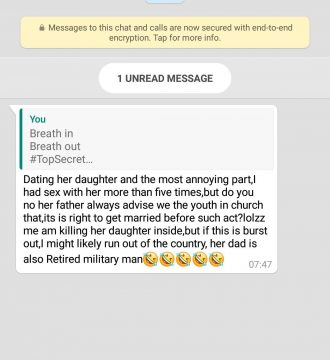 Messages to this chat and calls are now secured with end-to-end
encryption. Tap for more info.
1 UNREAD MESSAGE
You
Breath in
Breath out
#TopSecret...
Dating her daughter and the most annoying part,I
had sex with her more than five times,but do you
no her father always advise we the youth in church
that,its is right to get married before such act?lolzz
me am killing her daughter inside,but if this is burst
out,I might likely run out of the country, her dad is
also Retired military man🤣🤣🤣🤣🤣
07:47